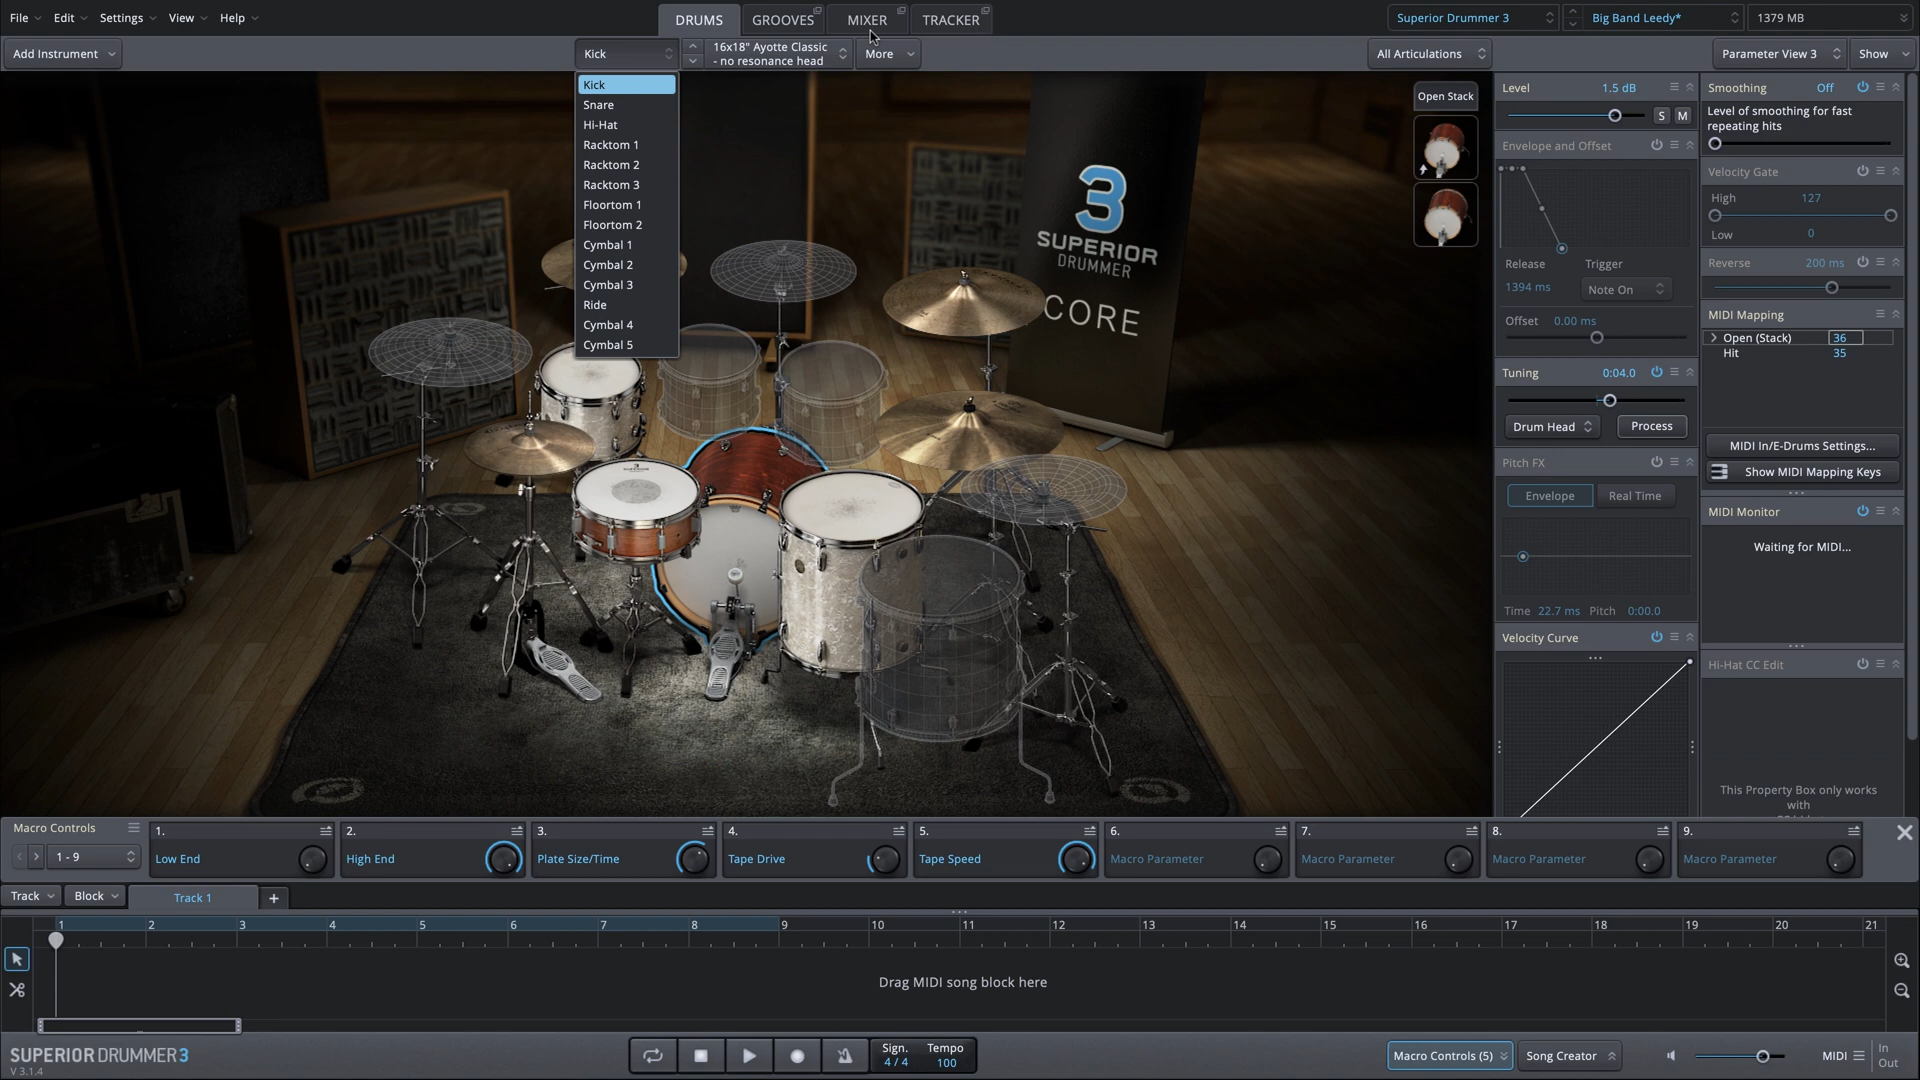 File Edit Settings View Help
DRUMS GROOVES MIXER TRACKER
Superior Drummer 3 Big Band Leedy* 1379 MB
Add Instrument
Kick
16x18" Ayotte Classic
- no resonance head
More
All Articulations
Parameter View 3 Show
Kick
Snare
Hi-Hat
Racktom 1
Racktom 2
Racktom 3
Floortom 1
Floortom 2
Cymbal 1
Cymbal 2
Cymbal 3
Ride
Cymbal 4
Cymbal 5
3
SUPERIOR
DRUMMER
CORE
3
SUPERIOR
Open Stack
Level 1.5 dB
S M
Envelope and Offset
Release Trigger
1394 ms Note On
Offset 0.00 ms
Tuning 0:04.0
Drum Head Process
Pitch FX
Envelope Real Time
Time 22.7 ms Pitch 0:00.0
Velocity Curve
Smoothing Off
Level of smoothing for fast
repeating hits
Velocity Gate
High 127
Low 0
Reverse 200 ms
MIDI Mapping
Open (Stack) 36
Hit 35
MIDI In/E-Drums Settings...
Show MIDI Mapping Keys
MIDI Monitor
Waiting for MIDI...
Hi-Hat CC Edit
This Property Box only works
with
Macro Controls
1 - 9
1. 2. 3. 4. 5. 6. 7. 8. 9.
Low End High End Plate Size/Time Tape Drive Tape Speed Macro Parameter Macro Parameter Macro Parameter Macro Parameter
Track Block Track 1 +
1 2 3 4 5 6 7 8 9 10 11 12 13 14 15 16 17 18 19 20 21
Drag MIDI song block here
SUPERIOR DRUMMER 3
V 3.1.4
Sign. Tempo
4 / 4 100
Macro Controls (5) Song Creator
MIDI
In
Out